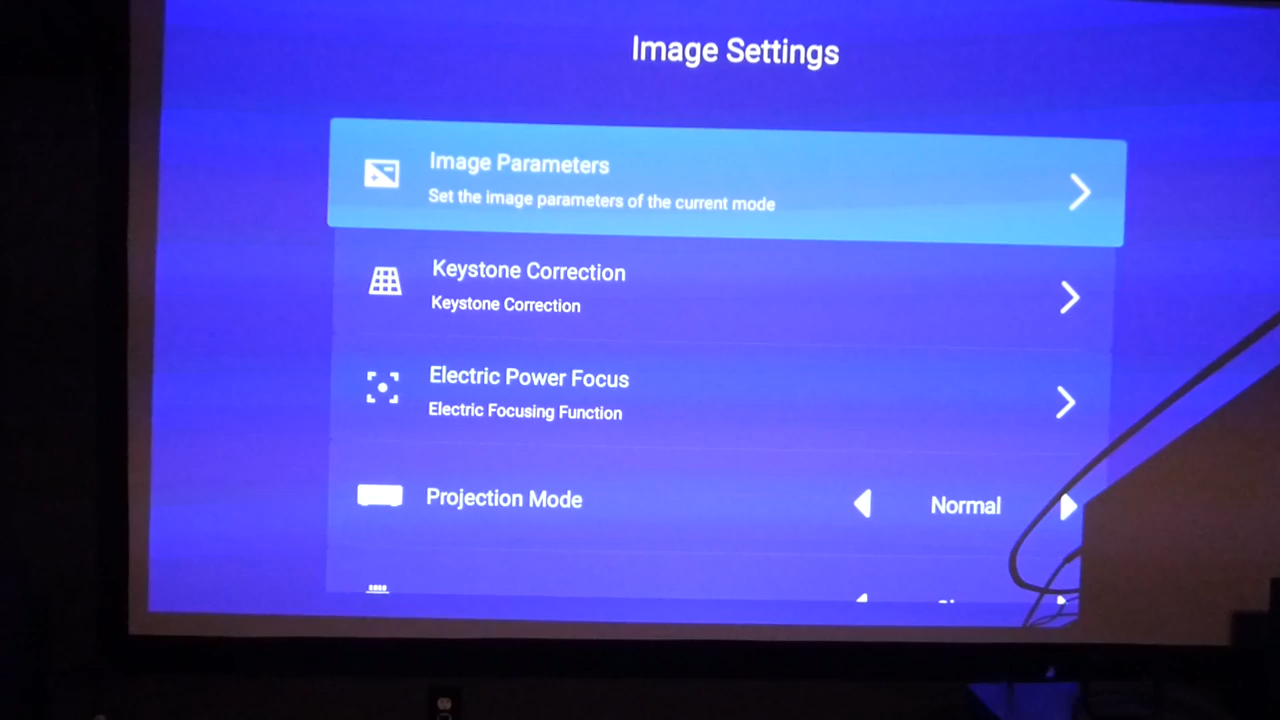 Image Settings
Image Parameters
Set the image parameters of the current mode
Keystone Correction
Keystone Correction
Electric Power Focus
Electric Focusing Function
Projection Mode
Normal